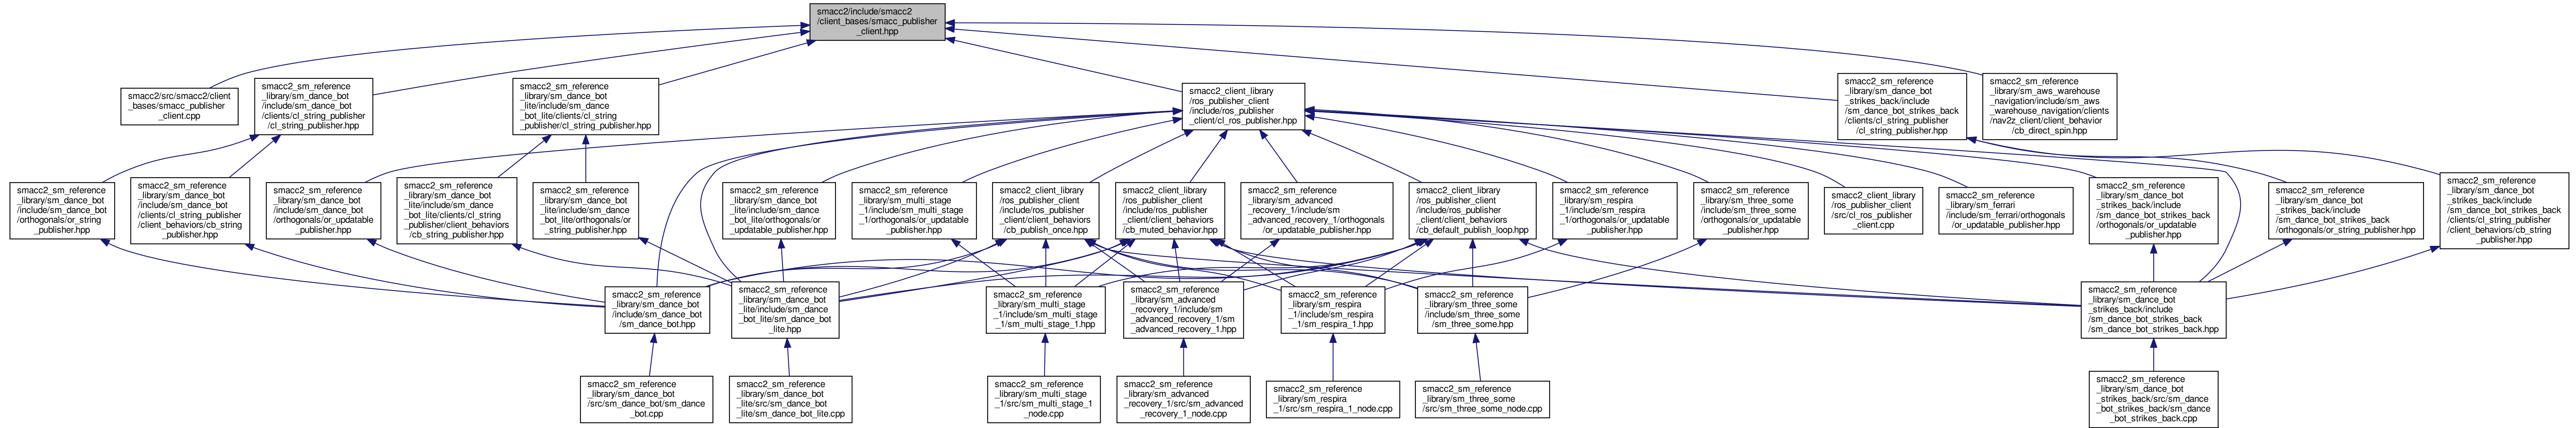 smacc2/include/smacc2
/client_bases/smacc_publisher
_client.hpp
smacc2/src/smacc2/client
_bases/smacc_publisher
_client.cpp
smacc2_sm_reference
_library/sm_dance_bot
/include/sm_dance_bot
/clients/cl_string_publisher
/cl_string_publisher.hpp
smacc2_sm_reference
_library/sm_dance_bot
_lite/include/sm_dance
_bot_lite/clients/cl_string
_publisher/cl_string_publisher.hpp
smacc2_client_library
/ros_publisher_client
/include/ros_publisher
_client/cl_ros_publisher.hpp
smacc2_sm_reference
_library/sm_dance_bot
_strikes_back/include
/sm_dance_bot_strikes_back
/clients/cl_string_publisher
/cl_string_publisher.hpp
smacc2_sm_reference
_library/sm_aws_warehouse
_navigation/include/sm_aws
_warehouse_navigation/clients
/nav2z_client/client_behavior
/cb_direct_spin.hpp
smacc2_sm_reference
_library/sm_dance_bot
/include/sm_dance_bot
/orthogonals/or_string
_publisher.hpp
smacc2_sm_reference
_library/sm_dance_bot
/include/sm_dance_bot
/clients/cl_string_publisher
/client_behaviors/cb_string
_publisher.hpp
smacc2_sm_reference
_library/sm_dance_bot
/include/sm_dance_bot
/orthogonals/or_updatable
_publisher.hpp
smacc2_sm_reference
_library/sm_dance_bot
_lite/include/sm_dance
_bot_lite/clients/cl_string
_publisher/client_behaviors
/cb_string_publisher.hpp
smacc2_sm_reference
_library/sm_dance_bot
_lite/include/sm_dance
_bot_lite/orthogonals/or
_string_publisher.hpp
smacc2_sm_reference
_library/sm_dance_bot
_lite/include/sm_dance
_bot_lite/orthogonals/or
_updatable_publisher.hpp
smacc2_sm_reference
_library/sm_multi_stage
_1/include/sm_multi_stage
_1/orthogonals/or_updatable
_publisher.hpp
smacc2_client_library
/ros_publisher_client
/include/ros_publisher
_client/client_behaviors
/cb_publish_once.hpp
smacc2_client_library
/ros_publisher_client
/include/ros_publisher
_client/client_behaviors
/cb_muted_behavior.hpp
smacc2_sm_reference
_library/sm_advanced
_recovery_1/include/sm
_advanced_recovery_1/orthogonals
/or_updatable_publisher.hpp
smacc2_client_library
/ros_publisher_client
/include/ros_publisher
_client/client_behaviors
/cb_default_publish_loop.hpp
smacc2_sm_reference
_library/sm_respira
_1/include/sm_respira
_1/orthogonals/or_updatable
_publisher.hpp
smacc2_sm_reference
_library/sm_three_some
/include/sm_three_some
/orthogonals/or_updatable
_publisher.hpp
smacc2_client_library
/ros_publisher_client
/src/cl_ros_publisher
_client.cpp
smacc2_sm_reference
_library/sm_ferrari
/include/sm_ferrari/orthogonals
/or_updatable_publisher.hpp
smacc2_sm_reference
_library/sm_dance_bot
_strikes_back/include
/sm_dance_bot_strikes_back
/orthogonals/or_updatable
_publisher.hpp
smacc2_sm_reference
_library/sm_dance_bot
_strikes_back/include
/sm_dance_bot_strikes_back
/orthogonals/or_string_publisher.hpp
smacc2_sm_reference
_library/sm_dance_bot
_strikes_back/include
/sm_dance_bot_strikes_back
/clients/cl_string_publisher
/client_behaviors/cb_string
_publisher.hpp
smacc2_sm_reference
_library/sm_dance_bot
/include/sm_dance_bot
/sm_dance_bot.hpp
smacc2_sm_reference
_library/sm_dance_bot
_lite/include/sm_dance
_bot_lite/sm_dance_bot
_lite.hpp
smacc2_sm_reference
_library/sm_multi_stage
_1/include/sm_multi_stage
_1/sm_multi_stage_1.hpp
smacc2_sm_reference
_library/sm_advanced
_recovery_1/include/sm
_advanced_recovery_1/sm
_advanced_recovery_1.hpp
smacc2_sm_reference
_library/sm_respira
_1/include/sm_respira
_1/sm_respira_1.hpp
smacc2_sm_reference
_library/sm_three_some
/include/sm_three_some
/sm_three_some.hpp
smacc2_sm_reference
_library/sm_dance_bot
_strikes_back/include
/sm_dance_bot_strikes_back
/sm_dance_bot_strikes_back.hpp
smacc2_sm_reference
_library/sm_dance_bot
/src/sm_dance_bot/sm_dance
_bot.cpp
smacc2_sm_reference
_library/sm_dance_bot
_lite/src/sm_dance_bot
_lite/sm_dance_bot_lite.cpp
smacc2_sm_reference
_library/sm_multi_stage
_1/src/sm_multi_stage_1
_node.cpp
smacc2_sm_reference
_library/sm_advanced
_recovery_1/src/sm_advanced
_recovery_1_node.cpp
smacc2_sm_reference
_library/sm_respira
_1/src/sm_respira_1_node.cpp
smacc2_sm_reference
_library/sm_three_some
/src/sm_three_some_node.cpp
smacc2_sm_reference
_library/sm_dance_bot
_strikes_back/src/sm_dance
_bot_strikes_back/sm_dance
_bot_strikes_back.cpp